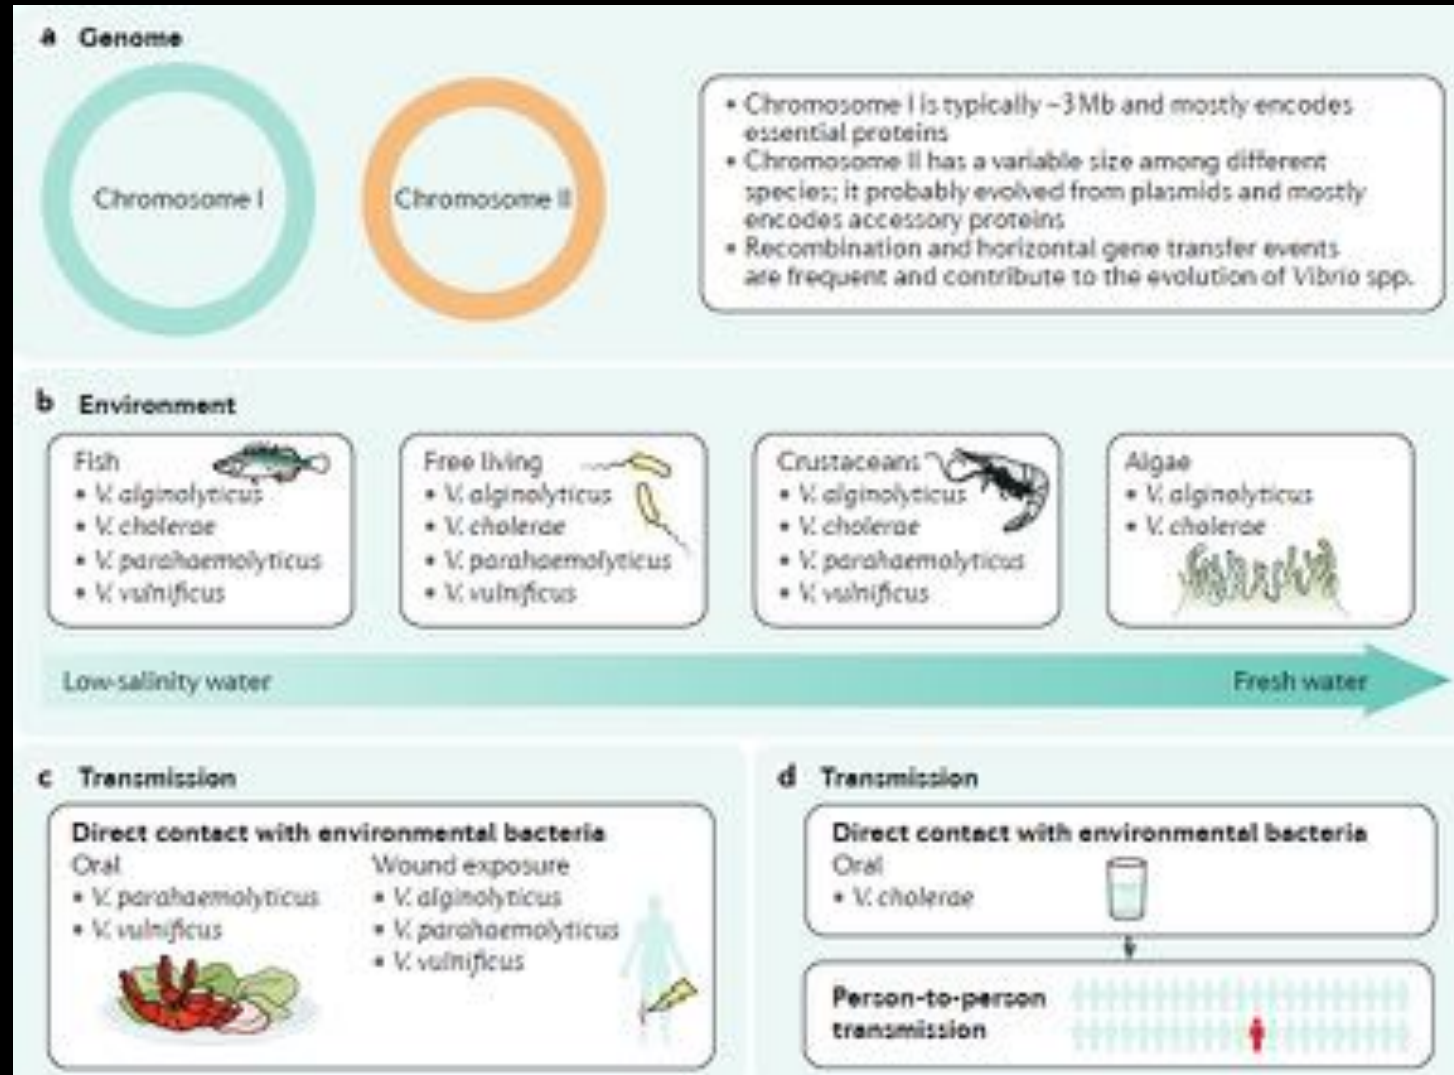 a Genome
Chromosome I
Chromosome II
• Chromosome I is typically ~3 Mb and mostly encodes
essential proteins
• Chromosome II has a variable size among different
species; it probably evolved from plasmids and mostly
encodes accessory proteins
• Recombination and horizontal gene transfer events
are frequent and contribute to the evolution of Vibrio spp.
b Environment
Fish
• V. alginolyticus
• V. cholerae
• V. parahaemolyticus
• V. vulnificus
Free living
• V. alginolyticus
• V. cholerae
• V. parahaemolyticus
• V. vulnificus
Crustaceans
• V. alginolyticus
• V. cholerae
• V. parahaemolyticus
• V. vulnificus
Algae
• V. alginolyticus
• V. cholerae
Low-salinity water
Fresh water
c Transmission
Direct contact with environmental bacteria
Oral
• V. parahaemolyticus
• V. vulnificus
Wound exposure
• V. alginolyticus
• V. parahaemolyticus
• V. vulnificus
d Transmission
Direct contact with environmental bacteria
Oral
• V. cholerae
Person-to-person
transmission